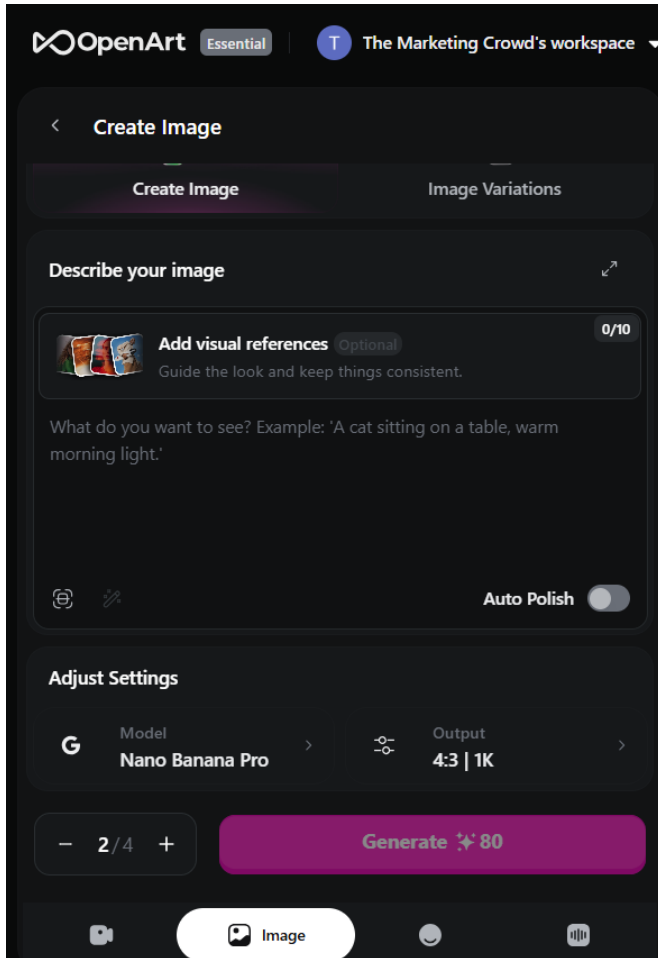 OpenArt Essential T The Marketing Crowd's workspace
Create Image
Create Image Image Variations
Describe your image
Add visual references Optional 0/10
Guide the look and keep things consistent.
What do you want to see? Example: 'A cat sitting on a table, warm
morning light.'
Auto Polish
Adjust Settings
G Model Output
Nano Banana Pro 4:3 | 1K
− 2/4 + Generate 80
Image